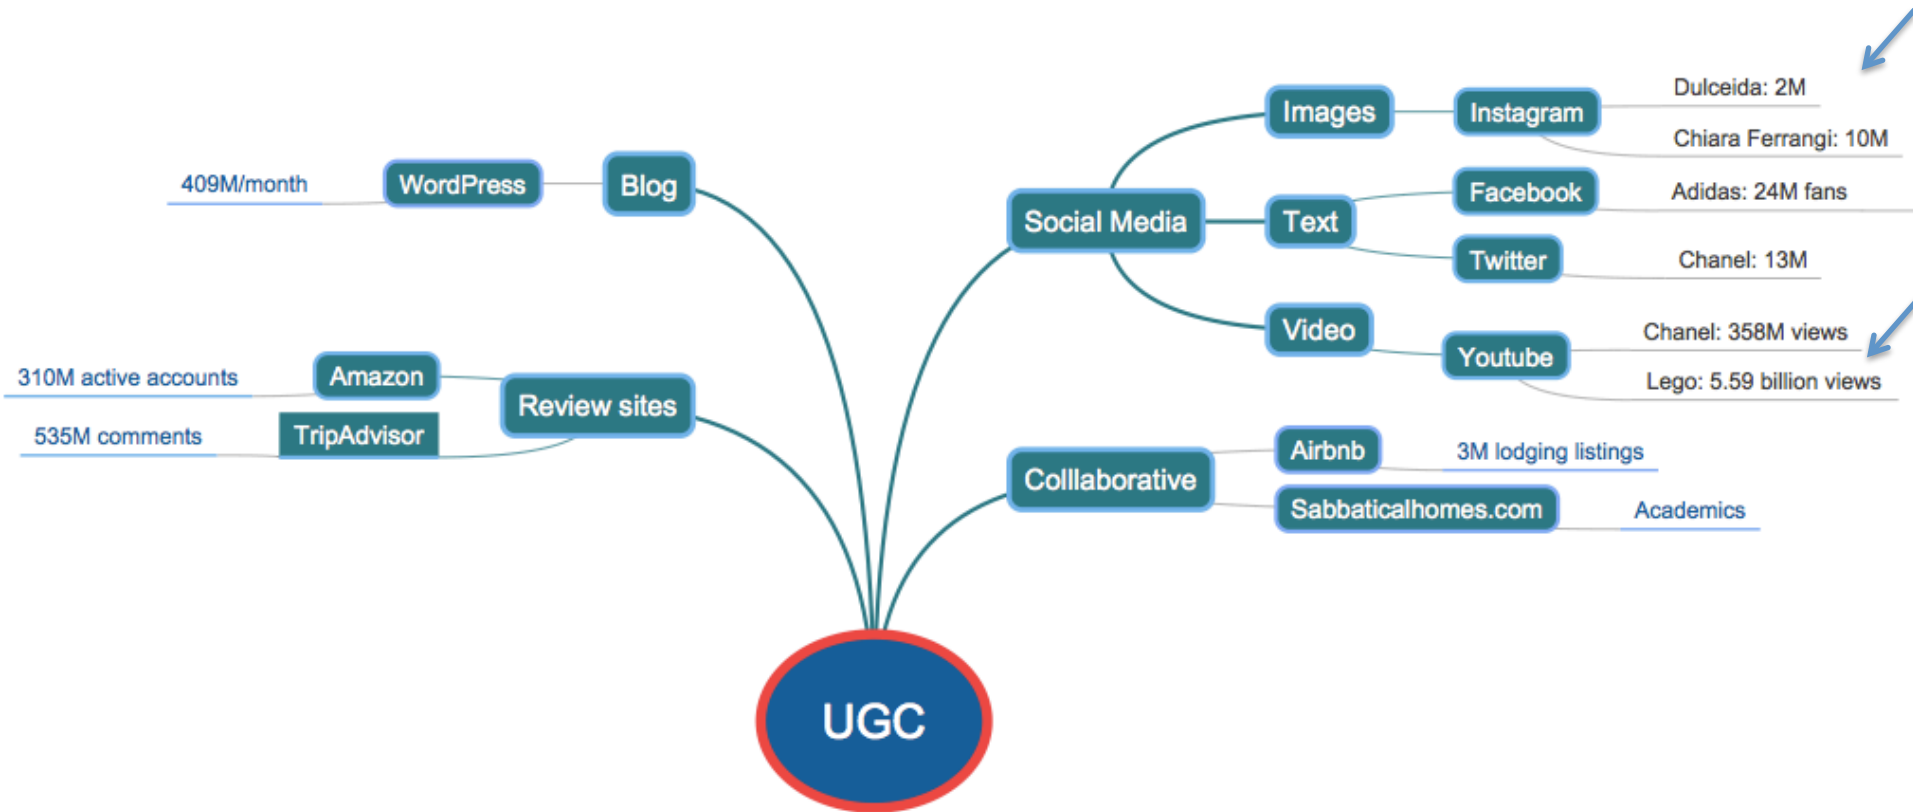 409M/month
WordPress
Blog
310M active accounts
Amazon
535M comments
TripAdvisor
Review sites
Social Media
Images
Instagram
Dulceida: 2M
Chiara Ferrangi: 10M
Text
Facebook
Adidas: 24M fans
Twitter
Chanel: 13M
Video
Youtube
Chanel: 358M views
Lego: 5.59 billion views
Colllaborative
Airbnb
3M lodging listings
Sabbaticalhomes.com
Academics
UGC